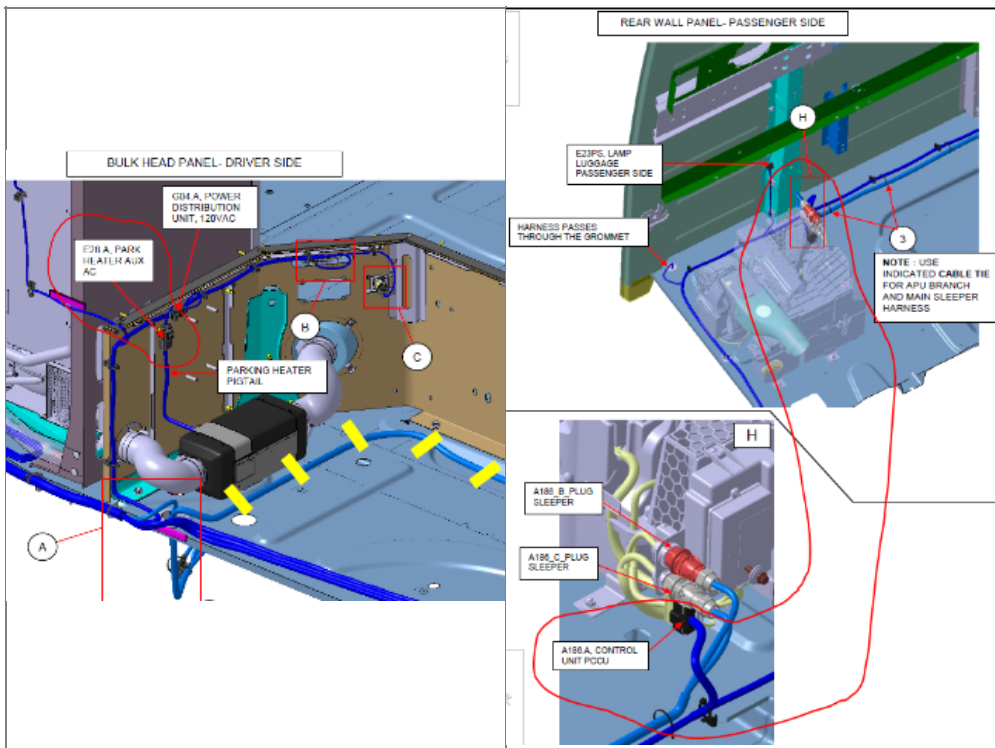 BULK HEAD PANEL- DRIVER SIDE
G04.A, POWER
DISTRIBUTION
UNIT, 120VAC
E28.A, PARK
HEATER AUX
AC
B
C
PARKING HEATER
PIGTAIL
A
REAR WALL PANEL- PASSENGER SIDE
H
E23PS, LAMP
LUGGAGE
PASSENGER SIDE
HARNESS PASSES
THROUGH THE GROMMET
3
NOTE : USE
INDICATED CABLE TIE
FOR APU BRANCH
AND MAIN SLEEPER
HARNESS
H
A186_B_PLUG
SLEEPER
A186_C_PLUG
SLEEPER
A186.A, CONTROL
UNIT PCCU